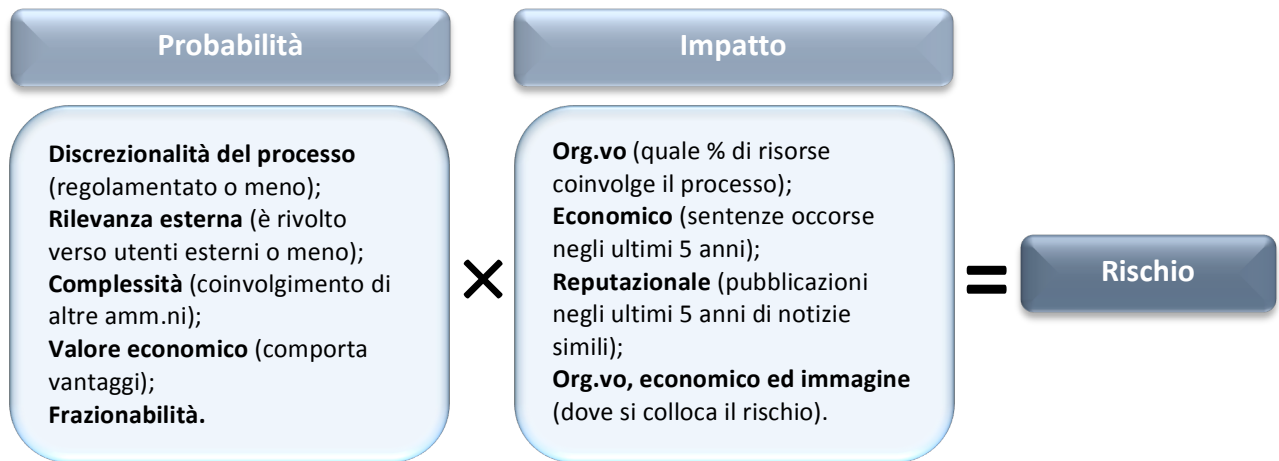 Probabilità
Discrezionalità del processo
(regolamentato o meno);
Rilevanza esterna (è rivolto
verso utenti esterni o meno);
Complessità (coinvolgimento di
altre amm.ni);
Valore economico (comporta
vantaggi);
Frazionabilità.
×
Impatto
Org.vo (quale % di risorse
coinvolge il processo);
Economico (sentenze occorse
negli ultimi 5 anni);
Reputazionale (pubblicazioni
negli ultimi 5 anni di notizie
simili);
Org.vo, economico ed immagine
(dove si colloca il rischio).
=
Rischio